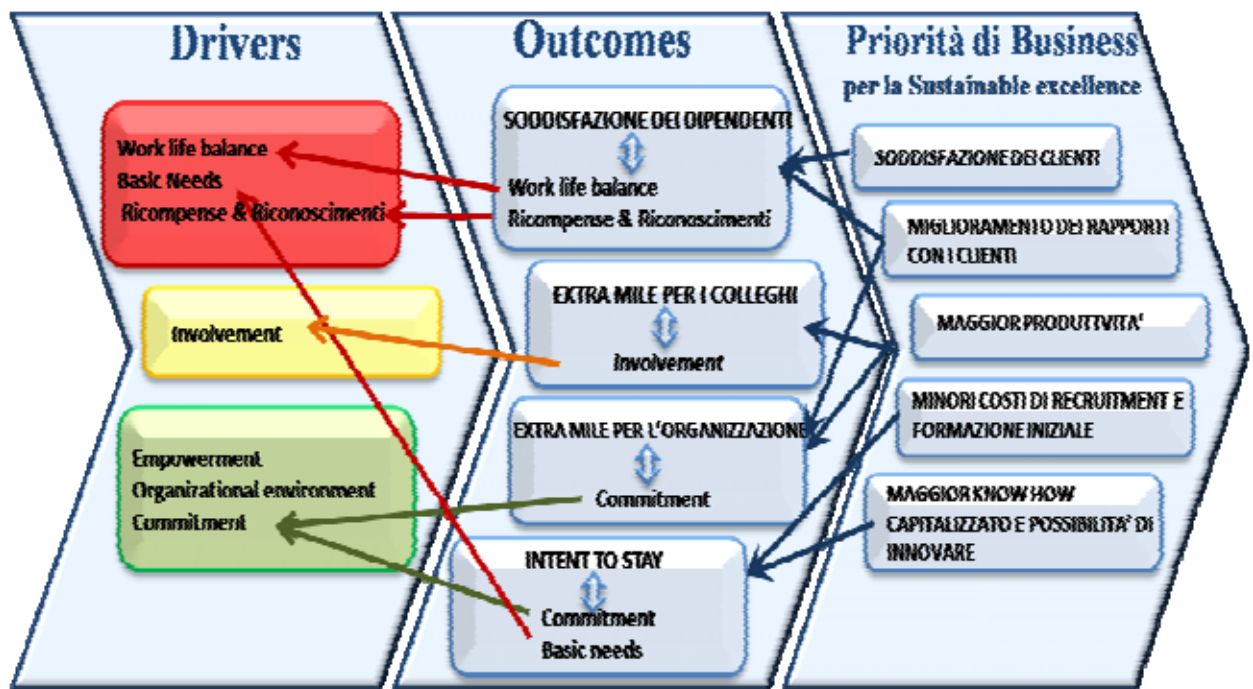 Drivers
Work life balance
Basic Needs
Ricompense & Riconoscimenti
Involvement
Empowerment
Organizational environment
Commitment
Outcomes
SODDISFAZIONE DEI DIPENDENTI
Work life balance
Ricompense & Riconoscimenti
EXTRA MILE PER I COLLEGHI
Involvement
EXTRA MILE PER L'ORGANIZZAZIONE
Commitment
INTENT TO STAY
Commitment
Basic needs
Priorità di Business
per la Sustainable excellence
SODDISFAZIONE DEI CLIENTI
MIGLIORAMENTO DEI RAPPORTI
CON I CLIENTI
MAGGIOR PRODUTTVITA'
MINORI COSTI DI RECRUITMENT E
FORMAZIONE INIZIALE
MAGGIOR KNOW HOW
CAPITALIZZATO E POSSIBILITA' DI
INNOVARE